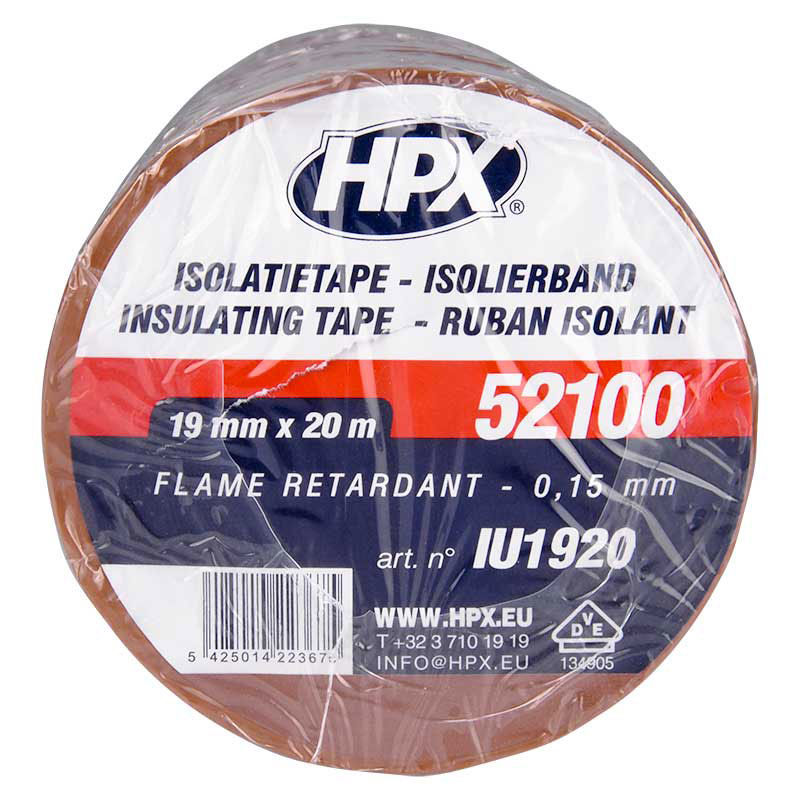 HPX®
ISOLATIETAPE - ISOLIERBAND
INSULATING TAPE - RUBAN ISOLANT
52100
19 mm x 20 m
FLAME RETARDANT - 0,15 mm
art. n° IU1920
WWW.HPX.EU
T +32 3 710 19 19
INFO@HPX.EU
DVE
134905
5 425014 22367